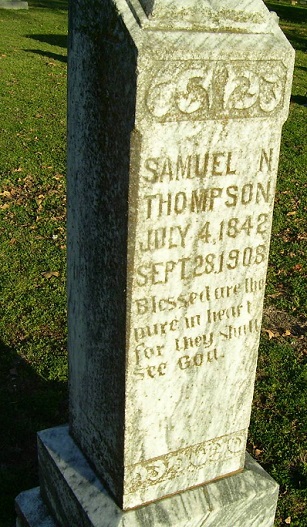 SAMUEL N
THOMPSON
JULY 4, 1842
SEPT. 28, 1908
Blessed are the
pure in heart
for they shall
see God.